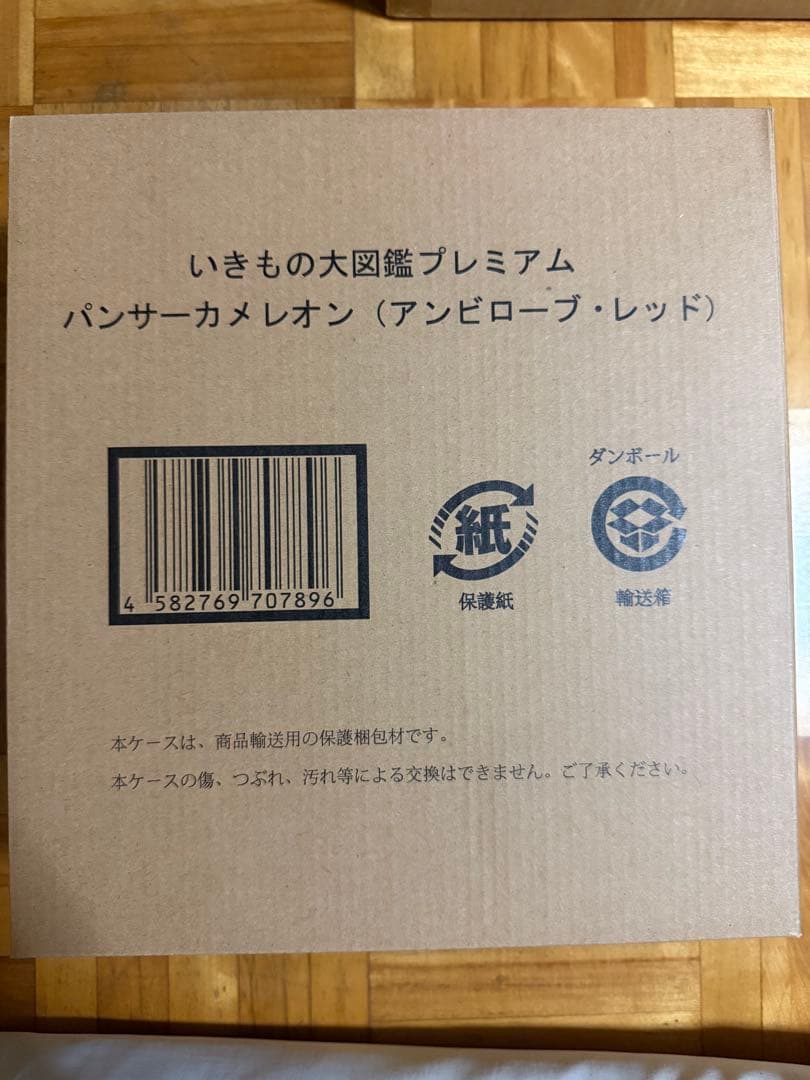 いきもの大図鑑プレミアム
パンサーカメレオン（アンビローブ・レッド）
ダンボール
紙
4 582769 707896
保護紙
輸送箱
本ケースは、商品輸送用の保護梱包材です。
本ケースの傷、つぶれ、汚れ等による交換はできません。ご了承ください。